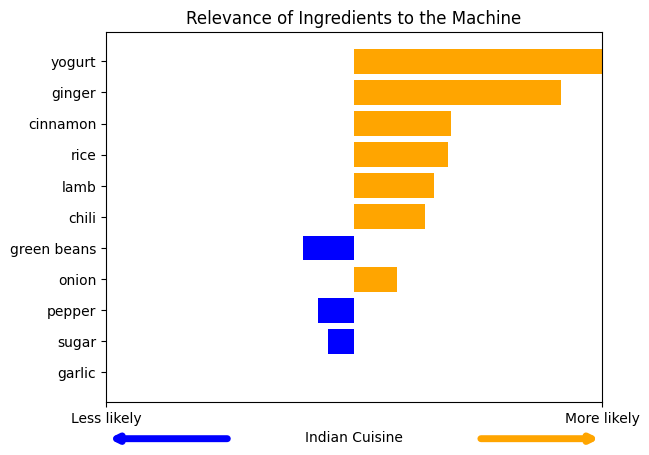 Relevance of Ingredients to the Machine
yogurt
ginger
cinnamon
rice
lamb
chili
green beans
onion
pepper
sugar
garlic
Less likely
More likely
Indian Cuisine